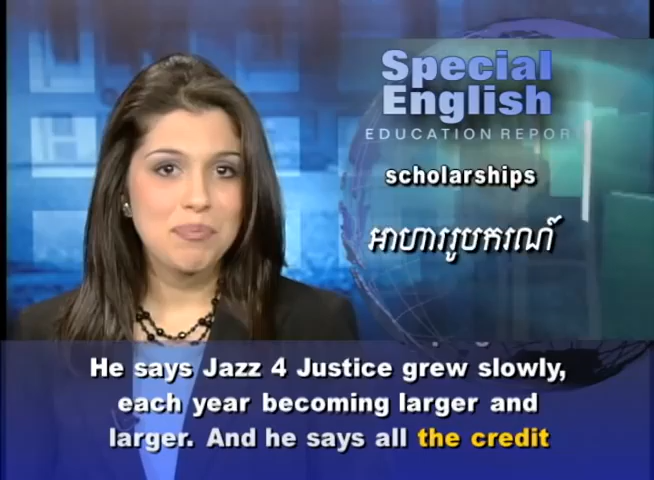 Special
English
EDUCATION REPORT
scholarships
អាហាររូបករណ៍
He says Jazz 4 Justice grew slowly,
each year becoming larger and
larger. And he says all the credit